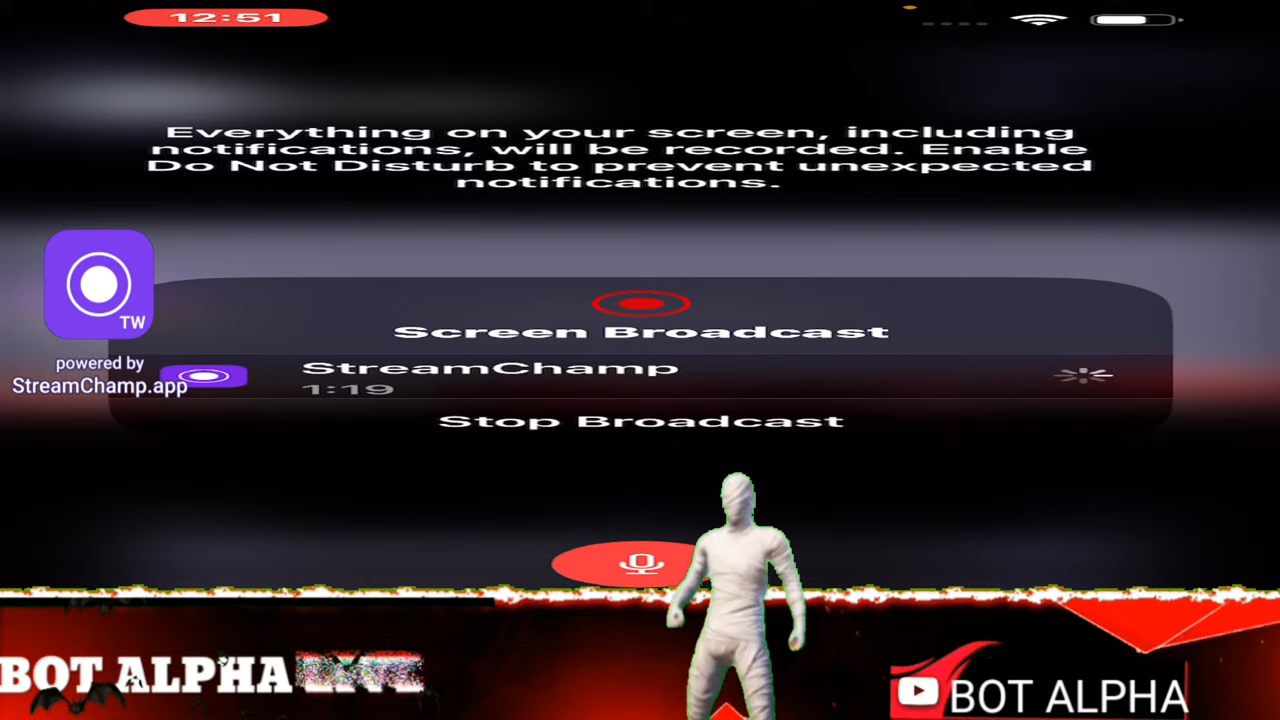 12:51
Everything on your screen, including
notifications, will be recorded. Enable
Do Not Disturb to prevent unexpected
notifications.
TW
powered by
StreamChamp.app
Screen Broadcast
StreamChamp
1:19
Stop Broadcast
BOT ALPHA
BOT ALPHA